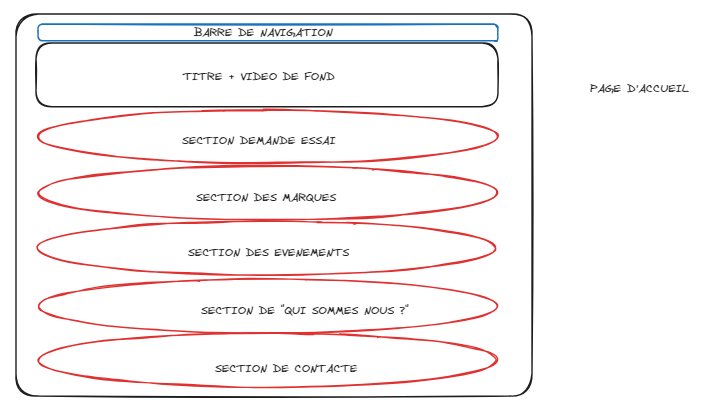 BARRE DE NAVIGATION
TITRE + VIDEO DE FOND
PAGE D'ACCUEIL
SECTION DEMANDE ESSAI
SECTION DES MARQUES
SECTION DES EVENEMENTS
SECTION DE "QUI SOMMES NOUS ?"
SECTION DE CONTACTE